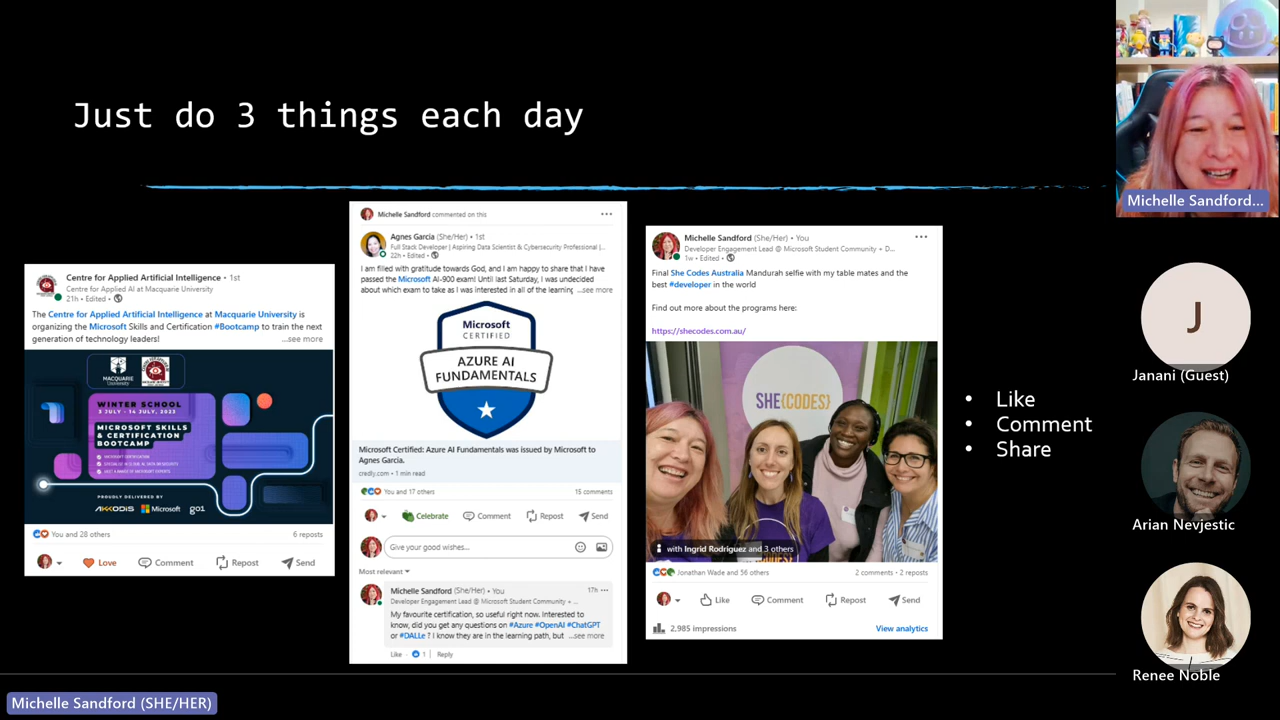 Just do 3 things each day
Centre for Applied Artificial Intelligence • 1st
Centre for Applied AI at Macquarie University
21h • Edited •
The Centre for Applied Artificial Intelligence at Macquarie University is
organizing the Microsoft Skills and Certification #Bootcamp to train the next
generation of technology leaders!
...see more
MACQUARIE
University
WINTER SCHOOL
3 JULY - 14 JULY, 2023
MICROSOFT SKILLS
& CERTIFICATION
BOOTCAMP
PROUDLY DELIVERED BY
AKKODIS Microsoft go1
You and 28 others
6 reposts
Love Comment Repost Send
Michelle Sandford commented on this
Agnes Garcia (She/Her) • 1st
Full Stack Developer | Aspiring Data Scientist & Cybersecurity Professional |...
22h • Edited •
I am filled with gratitude towards God, and I am happy to share that I have
passed the Microsoft AI-900 exam! Until last Saturday, I was undecided
about which exam to take as I was interested in all of the learning ...see more
Microsoft
CERTIFIED
AZURE AI
FUNDAMENTALS
Microsoft Certified: Azure AI Fundamentals was issued by Microsoft to
Agnes Garcia.
credly.com • 1 min read
You and 17 others
15 comments
Celebrate Comment Repost Send
Give your good wishes...
Most relevant
Michelle Sandford (She/Her) • You
17h
Developer Engagement Lead @ Microsoft Student Community + ...
My favourite certification, so useful right now. Interested to
know, did you get any questions on #Azure #OpenAI #ChatGPT
or #DALLe ? I know they are in the learning path, but ...see more
Like • 1 | Reply
Michelle Sandford (She/Her) • You
Developer Engagement Lead @ Microsoft Student Community + D...
1w • Edited •
Final She Codes Australia Mandurah selfie with my table mates and the
best #developer in the world
Find out more about the programs here:
https://shecodes.com.au/
SHE{CODES}
with Ingrid Rodriguez and 3 others
Jonathan Wade and 56 others
2 comments • 2 reposts
Like Comment Repost Send
2,985 impressions
View analytics
• Like
• Comment
• Share
Michelle Sandford...
J
Janani (Guest)
Arian Nevjestic
Renee Noble
Michelle Sandford (SHE/HER)